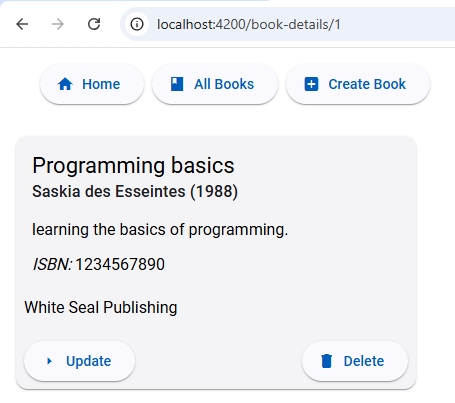 localhost:4200/book-details/1
Home All Books Create Book
Programming basics
Saskia des Esseintes (1988)
learning the basics of programming.
ISBN: 1234567890
White Seal Publishing
Update Delete